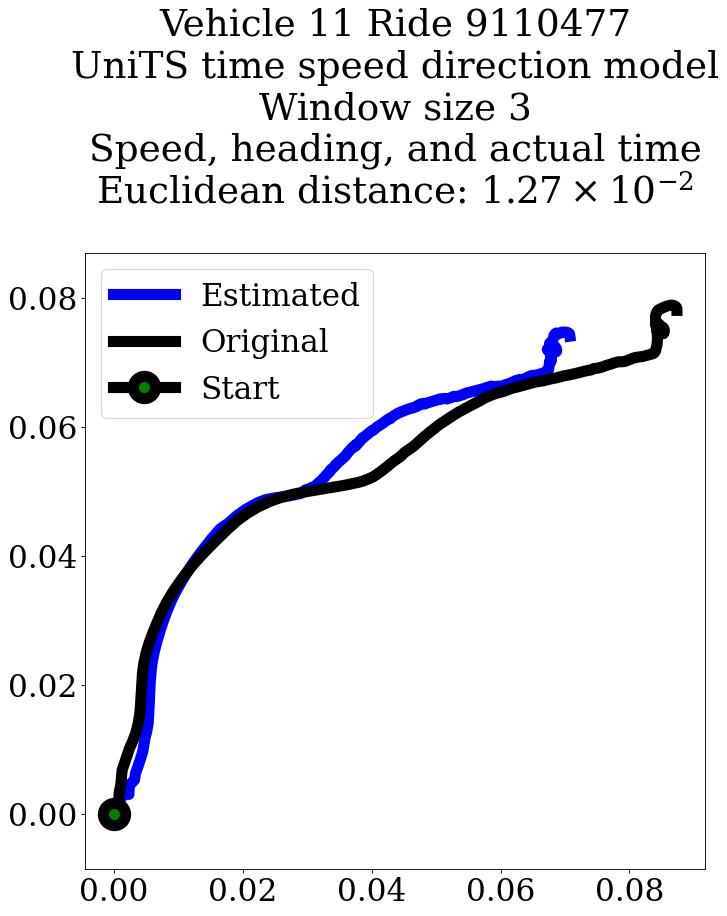 Vehicle 11 Ride 9110477
UniTS time speed direction model
Window size 3
Speed, heading, and actual time
Euclidean distance: 1.27 × 10⁻²
Estimated
Original
Start
0.08
0.06
0.04
0.02
0.00
0.00 0.02 0.04 0.06 0.08